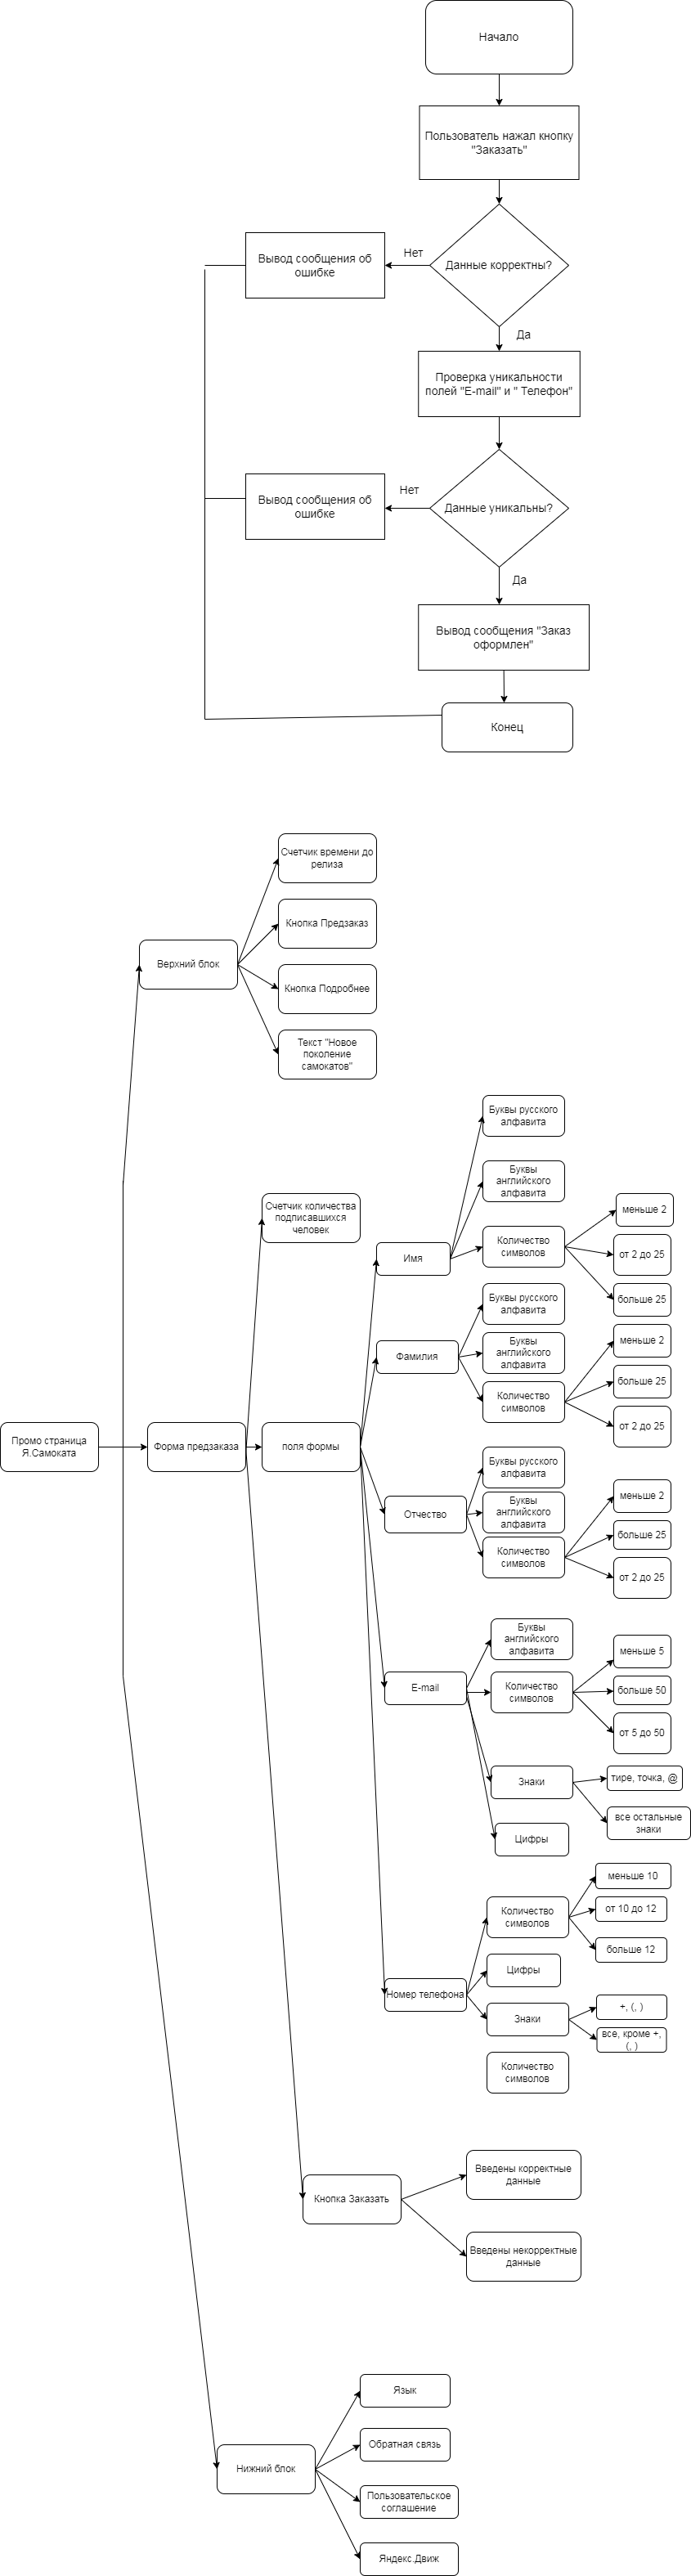 Начало
Пользователь нажал кнопку
"Заказать"
Данные корректны?
Нет
Вывод сообщения об
ошибке
Да
Проверка уникальности
полей "E-mail" и " Телефон"
Данные уникальны?
Нет
Вывод сообщения об
ошибке
Да
Вывод сообщения "Заказ
оформлен"
Конец
Счетчик времени до
релиза
Кнопка Предзаказ
Верхний блок
Кнопка Подробнее
Текст "Новое
поколение
самокатов"
Буквы русского
алфавита
Буквы
английского
алфавита
Счетчик количества
подписавшихся
человек
Количество
символов
меньше 2
от 2 до 25
больше 25
Имя
Буквы русского
алфавита
Буквы
английского
алфавита
Фамилия
Количество
символов
меньше 2
больше 25
от 2 до 25
Промо страница
Я.Самоката
Форма предзаказа
поля формы
Буквы русского
алфавита
Буквы
английского
алфавита
Отчество
Количество
символов
меньше 2
больше 25
от 2 до 25
Буквы
английского
алфавита
E-mail
Количество
символов
меньше 5
больше 50
от 5 до 50
Знаки
тире, точка, @
все остальные
знаки
Цифры
Количество
символов
меньше 10
от 10 до 12
больше 12
Цифры
Номер телефона
Знаки
+, (, )
все, кроме +,
(, )
Количество
символов
Введены корректные
данные
Кнопка Заказать
Введены некорректные
данные
Язык
Обратная связь
Нижний блок
Пользовательское
соглашение
Яндекс.Движ